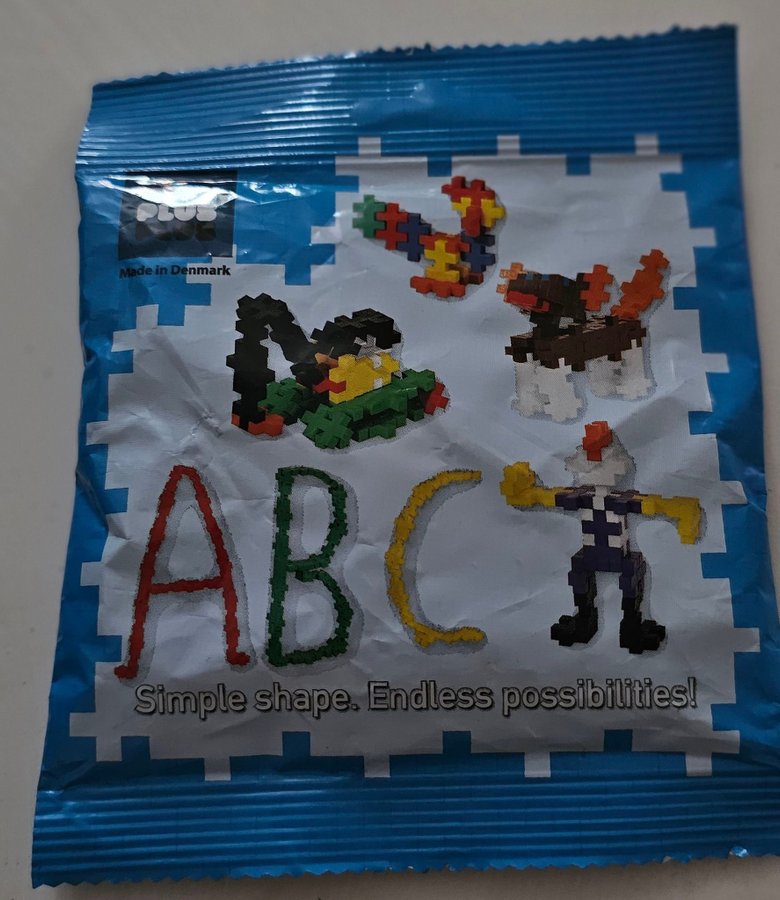 PLUS
PLUS
Made in Denmark
ABC
Simple shape. Endless possibilities!